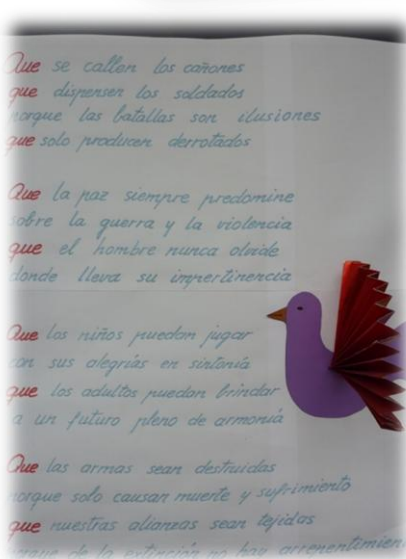 Que se callen los cañones
que dispensen los soldados
porque las batallas son ilusiones
que solo producen derrotados
Que la paz siempre predomine
sobre la guerra y la violencia
que el hombre nunca olvide
donde lleva su impertinencia
Que los niños puedan jugar
con sus alegrías en sintonía
que los adultos puedan brindar
a un futuro pleno de armonía
Que las armas sean destruidas
porque solo causan muerte y sufrimiento
que nuestras alianzas sean tejidas
porque de la extinción no hay arrepentimien